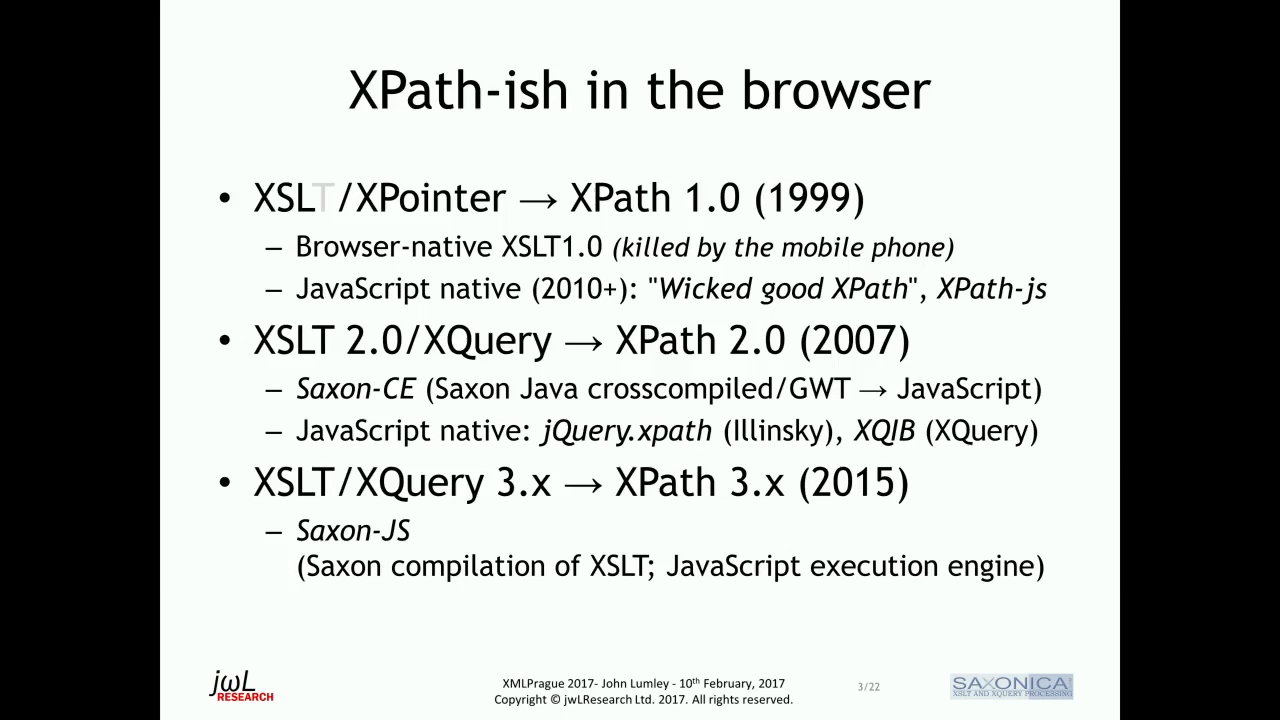 XPath-ish in the browser
• XSLT/XPointer → XPath 1.0 (1999)
– Browser-native XSLT1.0 (killed by the mobile phone)
– JavaScript native (2010+): "Wicked good XPath", XPath-js
• XSLT 2.0/XQuery → XPath 2.0 (2007)
– Saxon-CE (Saxon Java crosscompiled/GWT → JavaScript)
– JavaScript native: jQuery.xpath (Illinsky), XQIB (XQuery)
• XSLT/XQuery 3.x → XPath 3.x (2015)
– Saxon-JS
(Saxon compilation of XSLT; JavaScript execution engine)
jωL
RESEARCH
XMLPrague 2017- John Lumley - 10th February, 2017
Copyright © jwLResearch Ltd. 2017. All rights reserved.
3/22
SAXONICA
XSLT AND XQUERY PROCESSING